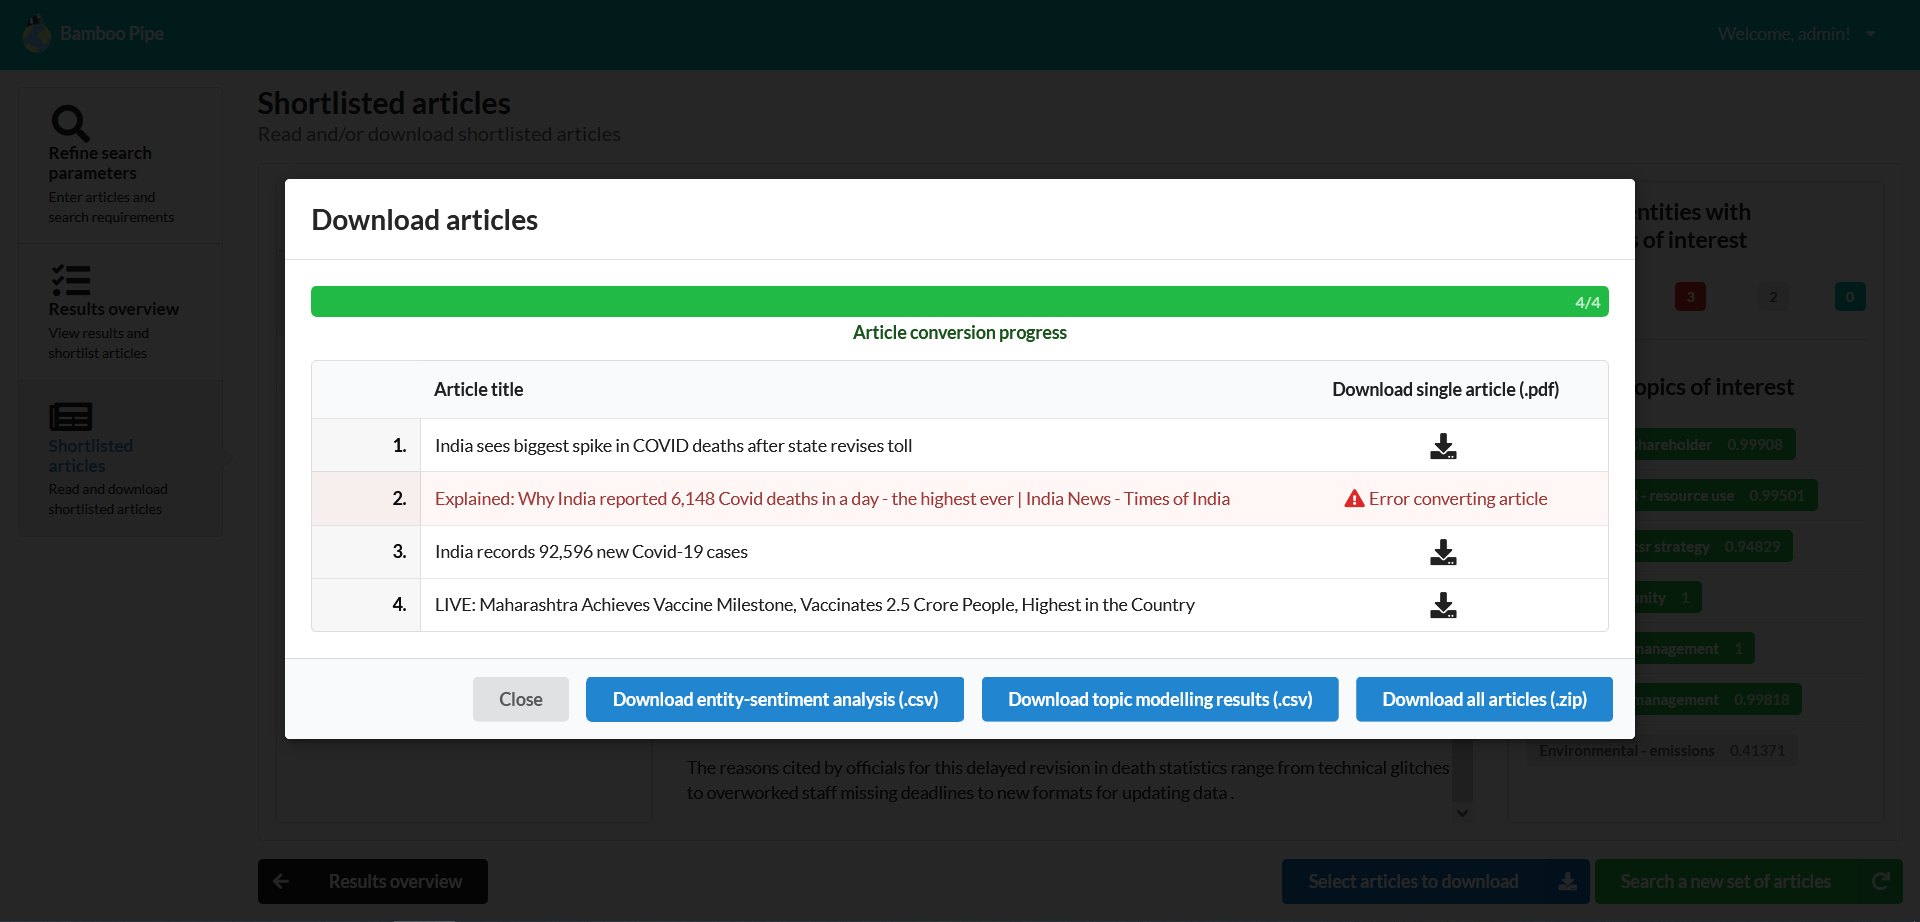 Bamboo Pipe
Welcome, admin!
Refine search
parameters
Enter articles and
search requirements
Results overview
View results and
shortlist articles
Shortlisted
articles
Read and download
shortlisted articles
Shortlisted articles
Read and/or download shortlisted articles
Download articles
4/4
Article conversion progress
Article title Download single article (.pdf)
1. India sees biggest spike in COVID deaths after state revises toll
2. Explained: Why India reported 6,148 Covid deaths in a day - the highest ever | India News - Times of India Error converting article
3. India records 92,596 new Covid-19 cases
4. LIVE: Maharashtra Achieves Vaccine Milestone, Vaccinates 2.5 Crore People, Highest in the Country
Close Download entity-sentiment analysis (.csv) Download topic modelling results (.csv) Download all articles (.zip)
ntities with
s of interest
3 2 0
opics of interest
hareholder 0.99908
- resource use 0.99501
csr strategy 0.94829
unity 1
management 1
management 0.99818
Environmental - emissions 0.41371
The reasons cited by officials for this delayed revision in death statistics range from technical glitches
to overworked staff missing deadlines to new formats for updating data .
Results overview
Select articles to download
Search a new set of articles